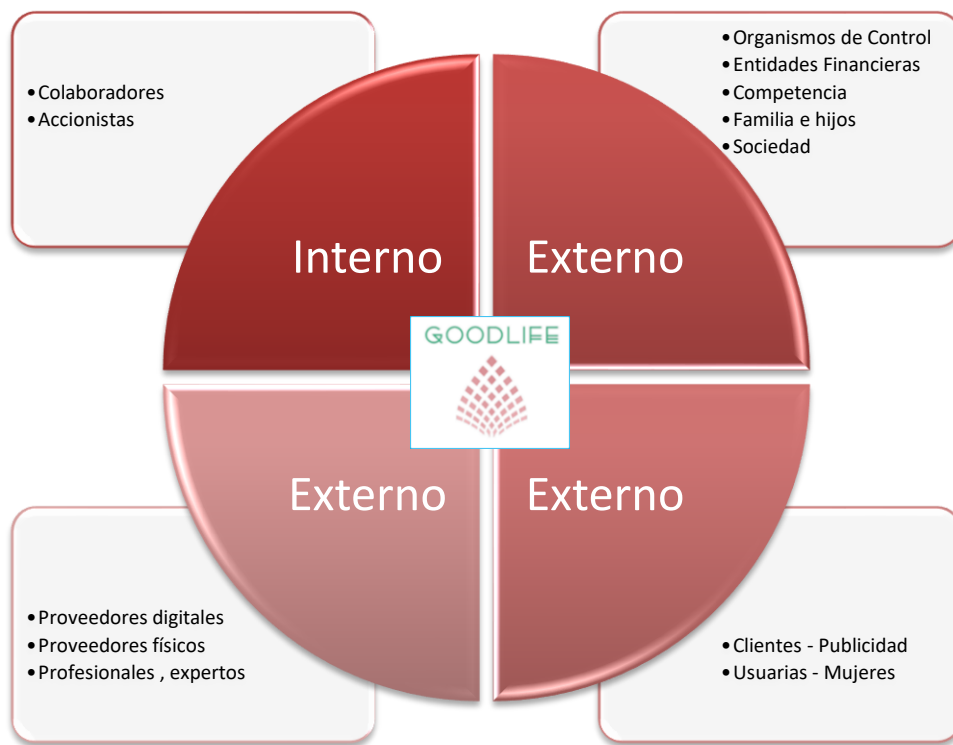 •Colaboradores
•Accionistas
•Organismos de Control
•Entidades Financieras
•Competencia
•Familia e hijos
•Sociedad
Interno
Externo
GOODLIFE
Externo
Externo
•Proveedores digitales
•Proveedores físicos
•Profesionales , expertos
•Clientes - Publicidad
•Usuarias - Mujeres